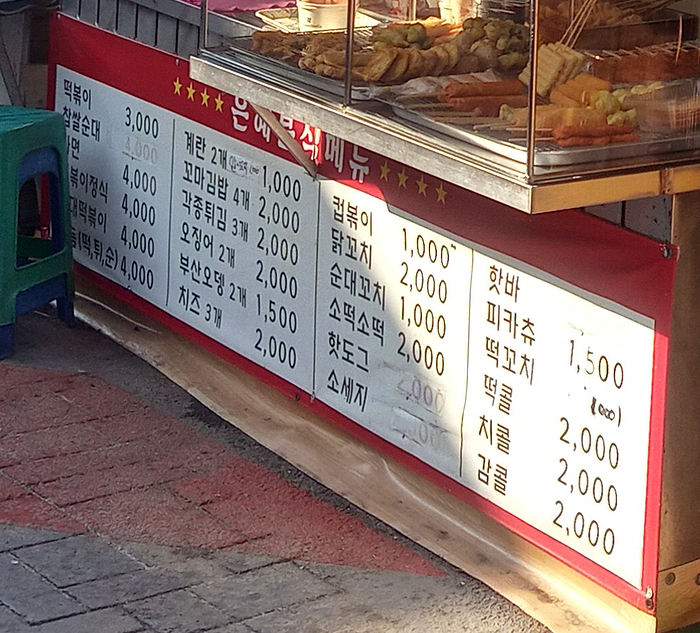 은혜분식메뉴
떡볶이 3,000
찹쌀순대 4,000
라면 4,000
볶이정식 4,000
대떡볶이 4,000
(떡,튀,순) 4,000
계란 2개 1,000
꼬마김밥 4개 2,000
각종튀김 3개 2,000
오징어 2개 2,000
부산오뎅 2개 1,500
치즈 3개 2,000
컵볶이 1,000~
닭꼬치 2,000
순대꼬치 1,000
소떡소떡 2,000
핫도그 2,000
소세지
핫바
피카츄 1,500
떡꼬치
떡콜 2,000
치콜 2,000
감콜 2,000